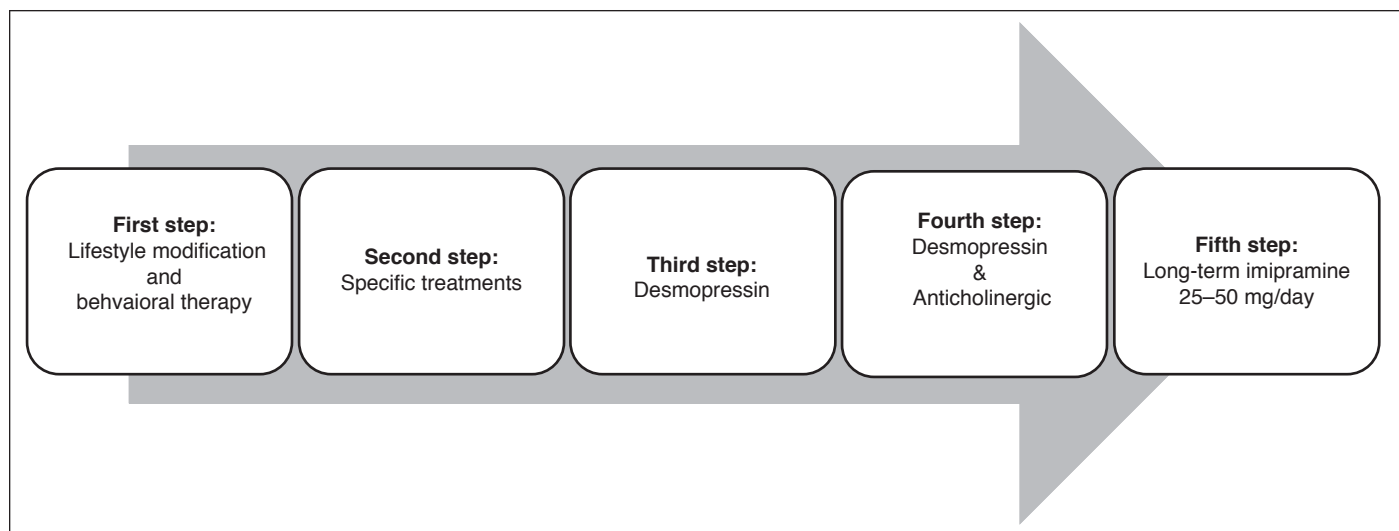 First step:
Lifestyle modification
and
behvaioral therapy
Second step:
Specific treatments
Third step:
Desmopressin
Fourth step:
Desmopressin
&
Anticholinergic
Fifth step:
Long-term imipramine
25–50 mg/day